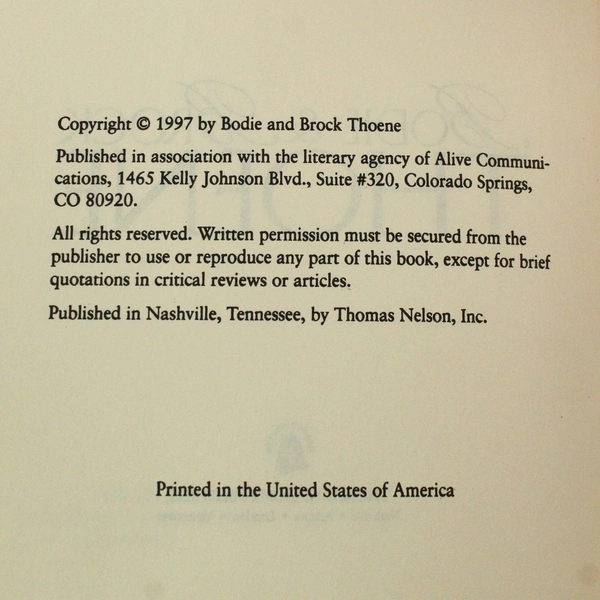 Copyright © 1997 by Bodie and Brock Thoene
Published in association with the literary agency of Alive Communi-
cations, 1465 Kelly Johnson Blvd., Suite #320, Colorado Springs,
CO 80920.
All rights reserved. Written permission must be secured from the
publisher to use or reproduce any part of this book, except for brief
quotations in critical reviews or articles.
Published in Nashville, Tennessee, by Thomas Nelson, Inc.
Printed in the United States of America